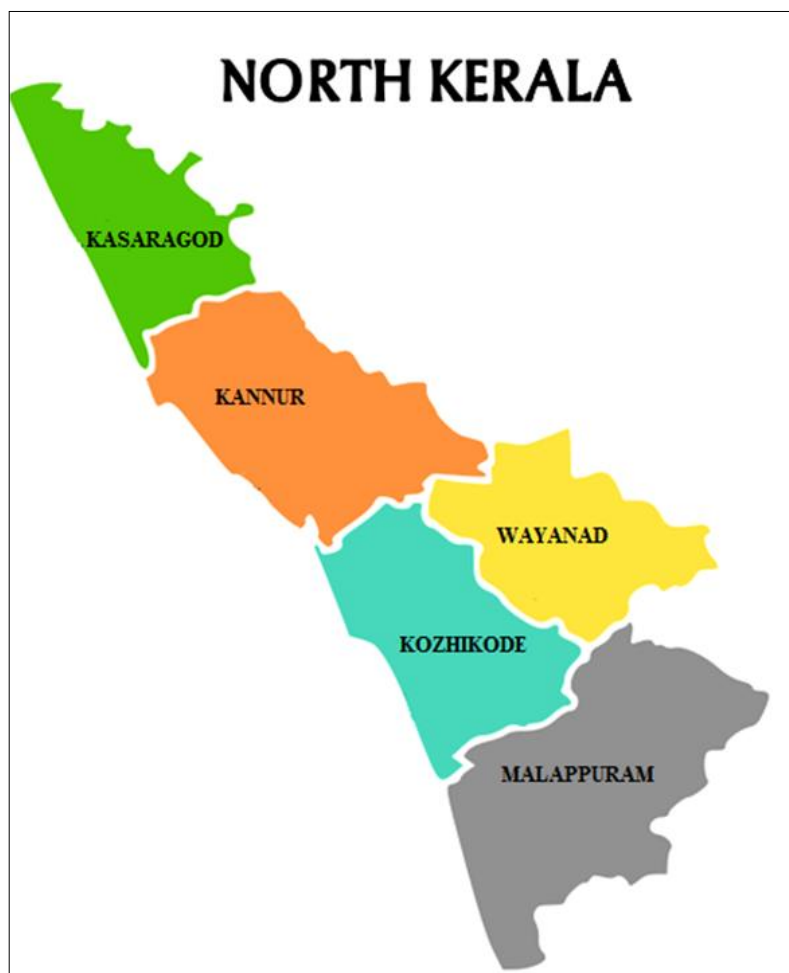 NORTH KERALA
.KASARAGOD
KANNUR
WAYANAD
KOZHIKODE
MALAPPURAM